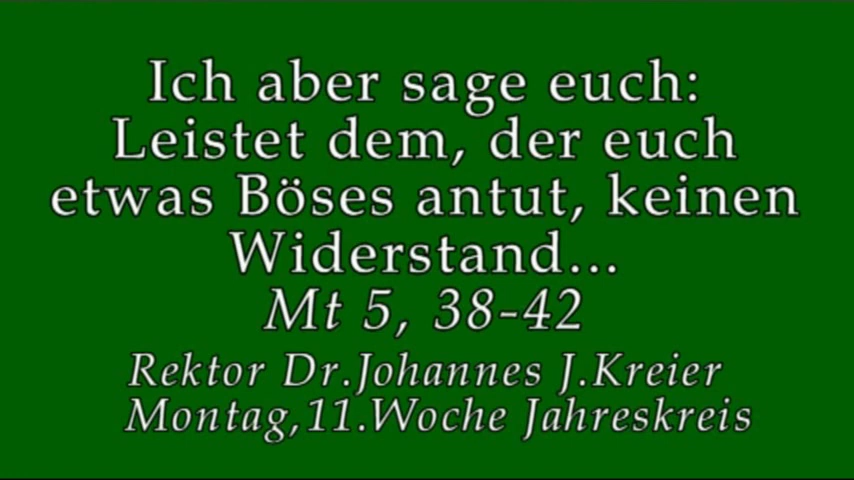 Ich aber sage euch:
Leistet dem, der euch
etwas Böses antut, keinen
Widerstand...
Mt 5, 38-42
Rektor Dr.Johannes J.Kreier
Montag,11.Woche Jahreskreis